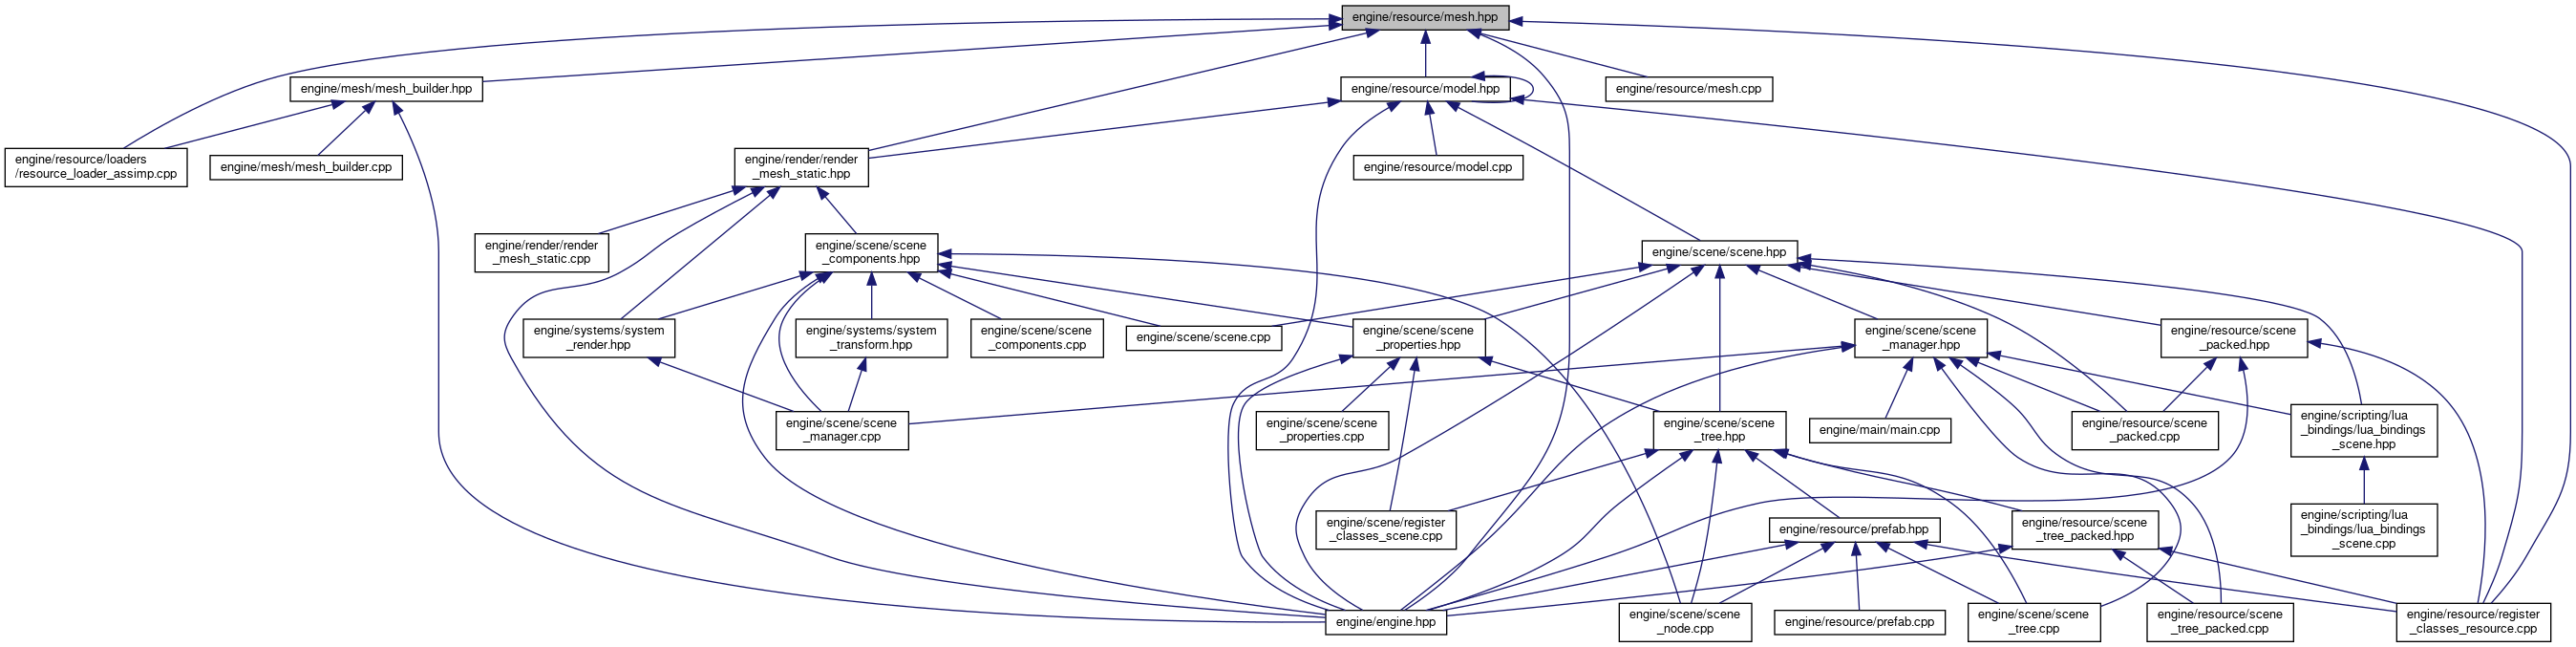 engine/resource/mesh.hpp
engine/mesh/mesh_builder.hpp
engine/resource/model.hpp
engine/resource/mesh.cpp
engine/resource/loaders
/resource_loader_assimp.cpp
engine/mesh/mesh_builder.cpp
engine/render/render
_mesh_static.hpp
engine/resource/model.cpp
engine/render/render
_mesh_static.cpp
engine/scene/scene
_components.hpp
engine/scene/scene.hpp
engine/systems/system
_render.hpp
engine/systems/system
_transform.hpp
engine/scene/scene
_components.cpp
engine/scene/scene.cpp
engine/scene/scene
_properties.hpp
engine/scene/scene
_manager.hpp
engine/resource/scene
_packed.hpp
engine/scene/scene
_manager.cpp
engine/scene/scene
_properties.cpp
engine/scene/scene
_tree.hpp
engine/main/main.cpp
engine/resource/scene
_packed.cpp
engine/scripting/lua
_bindings/lua_bindings
_scene.hpp
engine/scene/register
_classes_scene.cpp
engine/resource/prefab.hpp
engine/resource/scene
_tree_packed.hpp
engine/scripting/lua
_bindings/lua_bindings
_scene.cpp
engine/engine.hpp
engine/scene/scene
_node.cpp
engine/resource/prefab.cpp
engine/scene/scene
_tree.cpp
engine/resource/scene
_tree_packed.cpp
engine/resource/register
_classes_resource.cpp